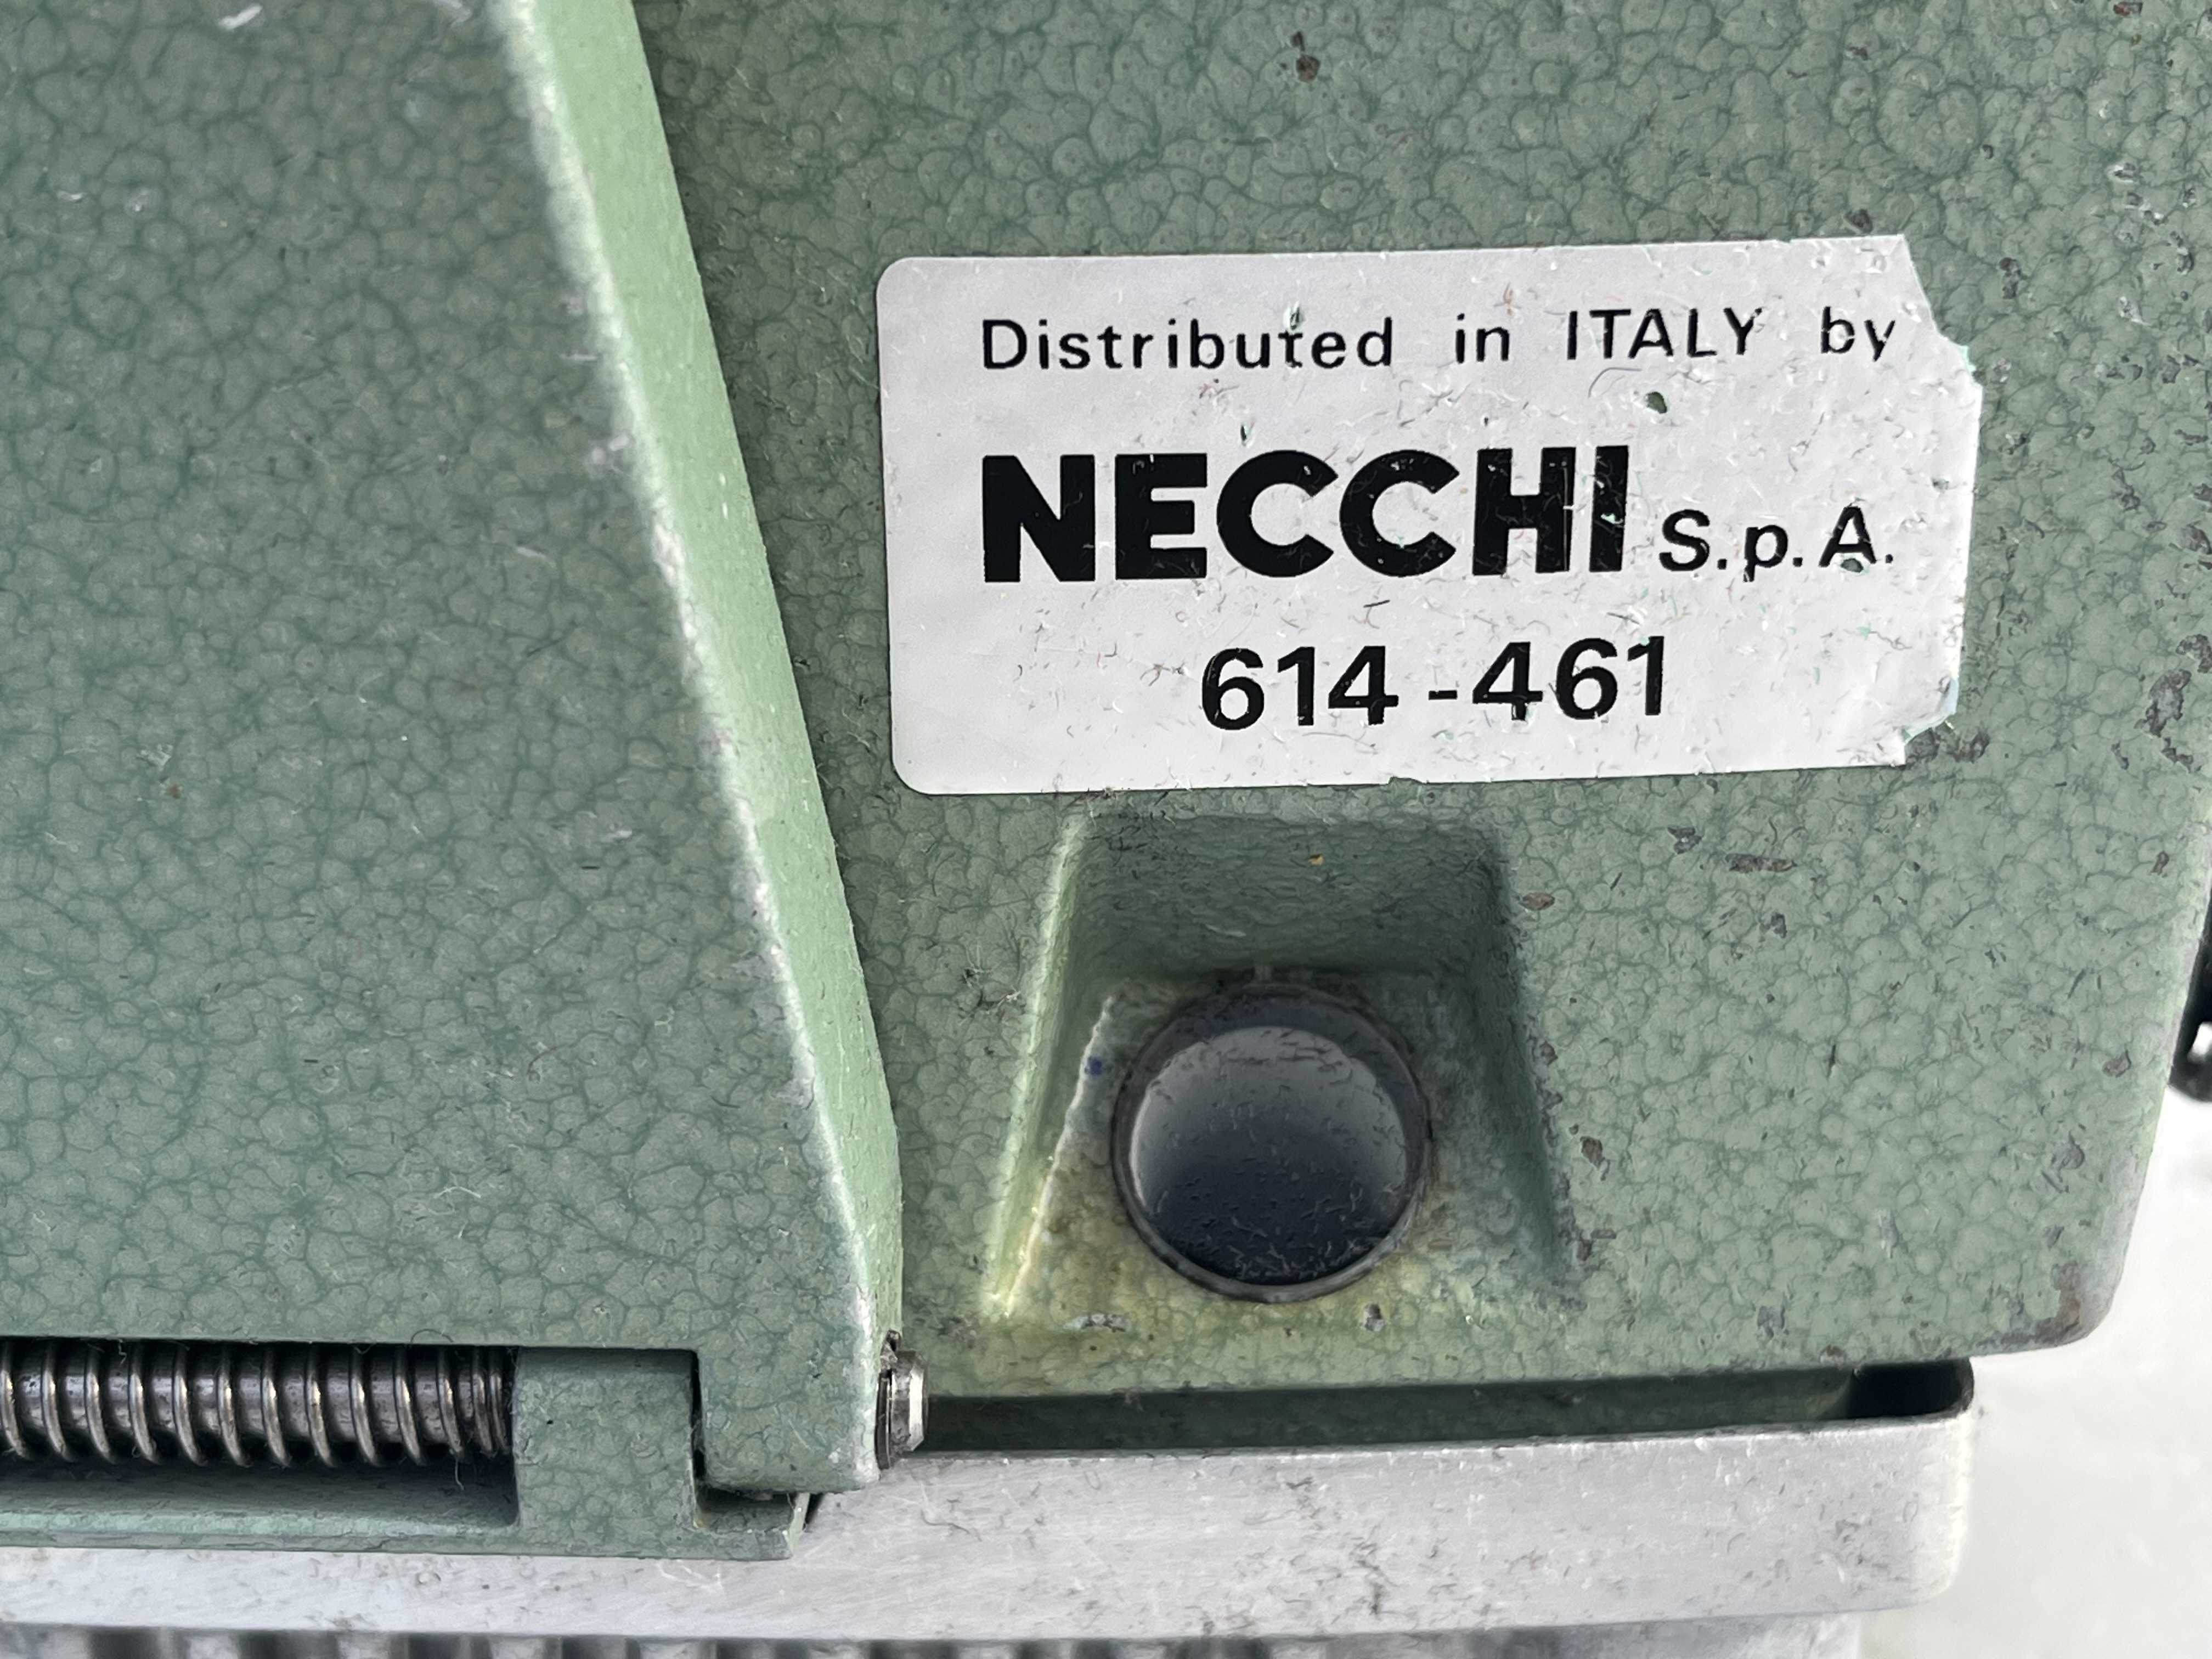 Distributed in ITALY by
NECCHI S.p.A.
614-461